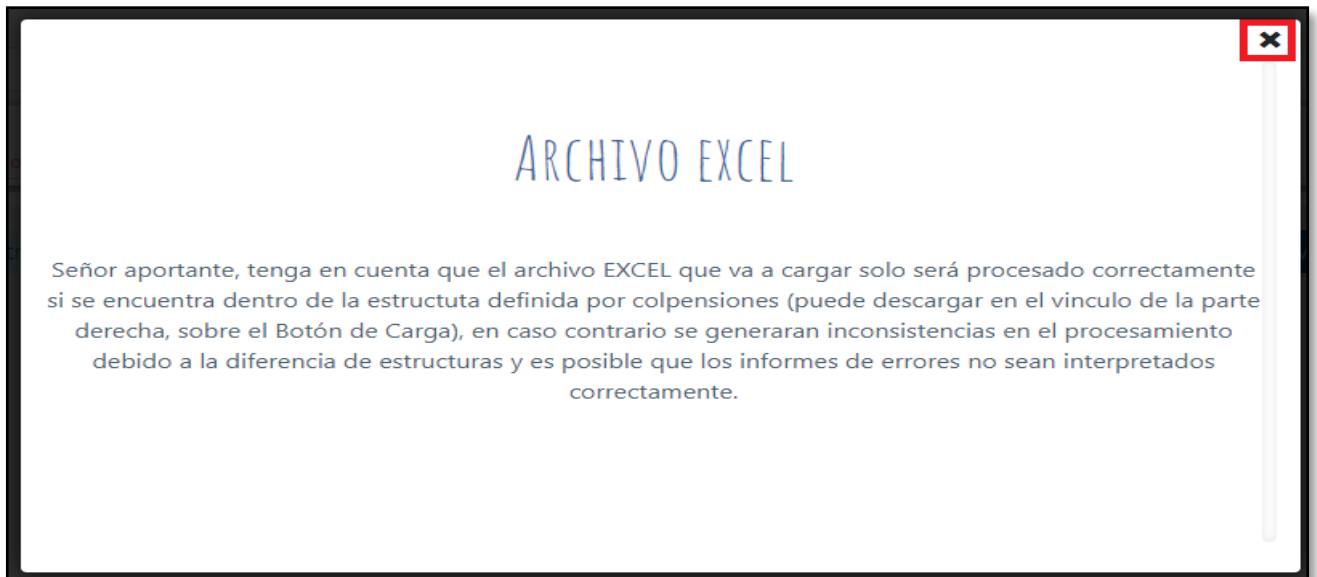 ARCHIVO EXCEL
Señor aportante, tenga en cuenta que el archivo EXCEL que va a cargar solo será procesado correctamente
si se encuentra dentro de la estructuta definida por colpensiones (puede descargar en el vinculo de la parte
derecha, sobre el Botón de Carga), en caso contrario se generaran inconsistencias en el procesamiento
debido a la diferencia de estructuras y es posible que los informes de errores no sean interpretados
correctamente.